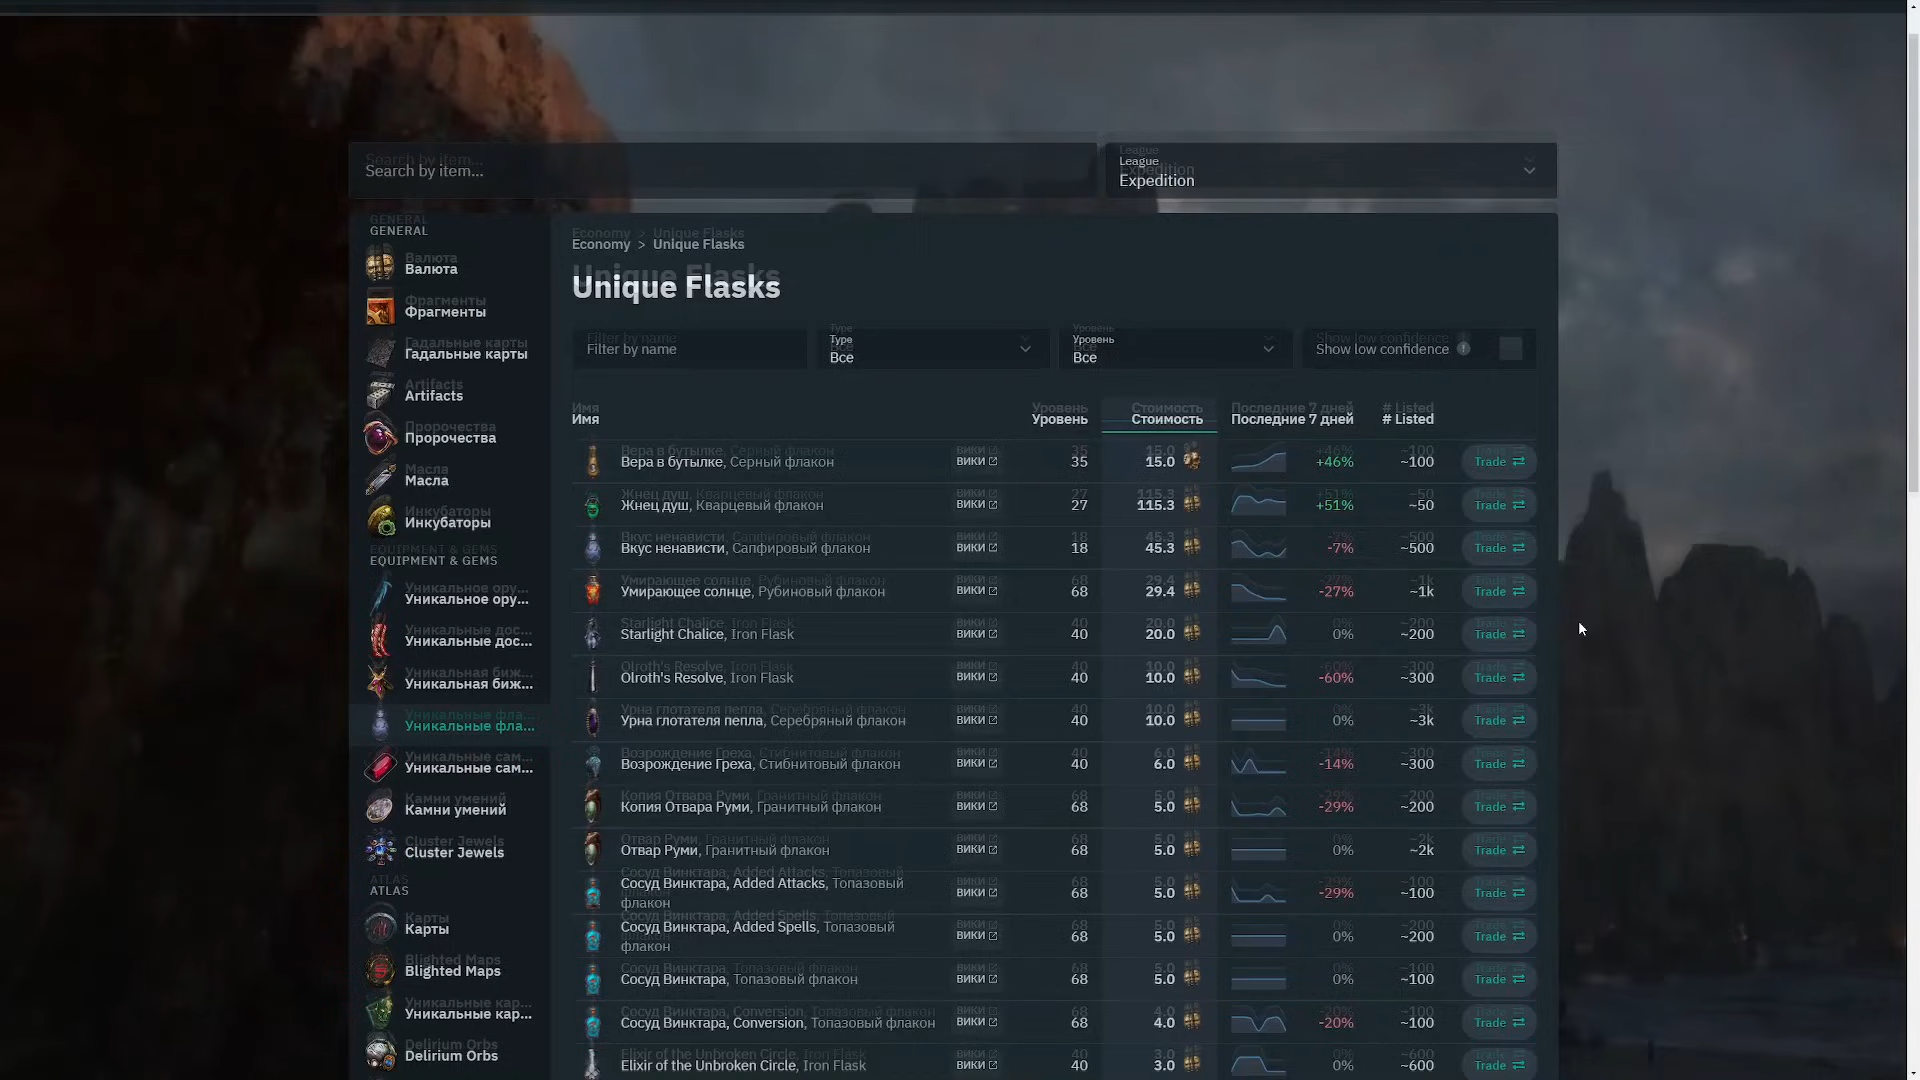 Search by item...
League
Expedition
GENERAL
Валюта
Фрагменты
Гадальные карты
Artifacts
Пророчества
Масла
Инкубаторы
EQUIPMENT & GEMS
Уникальное ору...
Уникальные дос...
Уникальная биж...
Уникальные фла...
Уникальные сам...
Камни умений
Cluster Jewels
ATLAS
Карты
Blighted Maps
Уникальные кар...
Delirium Orbs
Economy > Unique Flasks
Unique Flasks
Filter by name
Type
Все
Уровень
Все
Show low confidence
Имя Уровень Стоимость Последние 7 дней # Listed
Вера в бутылке, Серный флакон ВИКИ 35 15.0 +46% ~100 Trade
Жнец душ, Кварцевый флакон ВИКИ 27 115.3 +51% ~50 Trade
Вкус ненависти, Сапфировый флакон ВИКИ 18 45.3 -7% ~500 Trade
Умирающее солнце, Рубиновый флакон ВИКИ 68 29.4 -27% ~1k Trade
Starlight Chalice, Iron Flask ВИКИ 40 20.0 0% ~200 Trade
Olroth's Resolve, Iron Flask ВИКИ 40 10.0 -60% ~300 Trade
Урна глотателя пепла, Серебряный флакон ВИКИ 40 10.0 0% ~3k Trade
Возрождение Греха, Стибнитовый флакон ВИКИ 40 6.0 -14% ~300 Trade
Копия Отвара Руми, Гранитный флакон ВИКИ 68 5.0 -29% ~200 Trade
Отвар Руми, Гранитный флакон ВИКИ 68 5.0 0% ~2k Trade
Сосуд Винктара, Added Attacks, Топазовый
флакон ВИКИ 68 5.0 -29% ~100 Trade
Сосуд Винктара, Added Spells, Топазовый
флакон ВИКИ 68 5.0 0% ~200 Trade
Сосуд Винктара, Топазовый флакон ВИКИ 68 5.0 0% ~100 Trade
Сосуд Винктара, Conversion, Топазовый флакон ВИКИ 68 4.0 -20% ~100 Trade
Elixir of the Unbroken Circle, Iron Flask ВИКИ 40 3.0 0% ~600 Trade